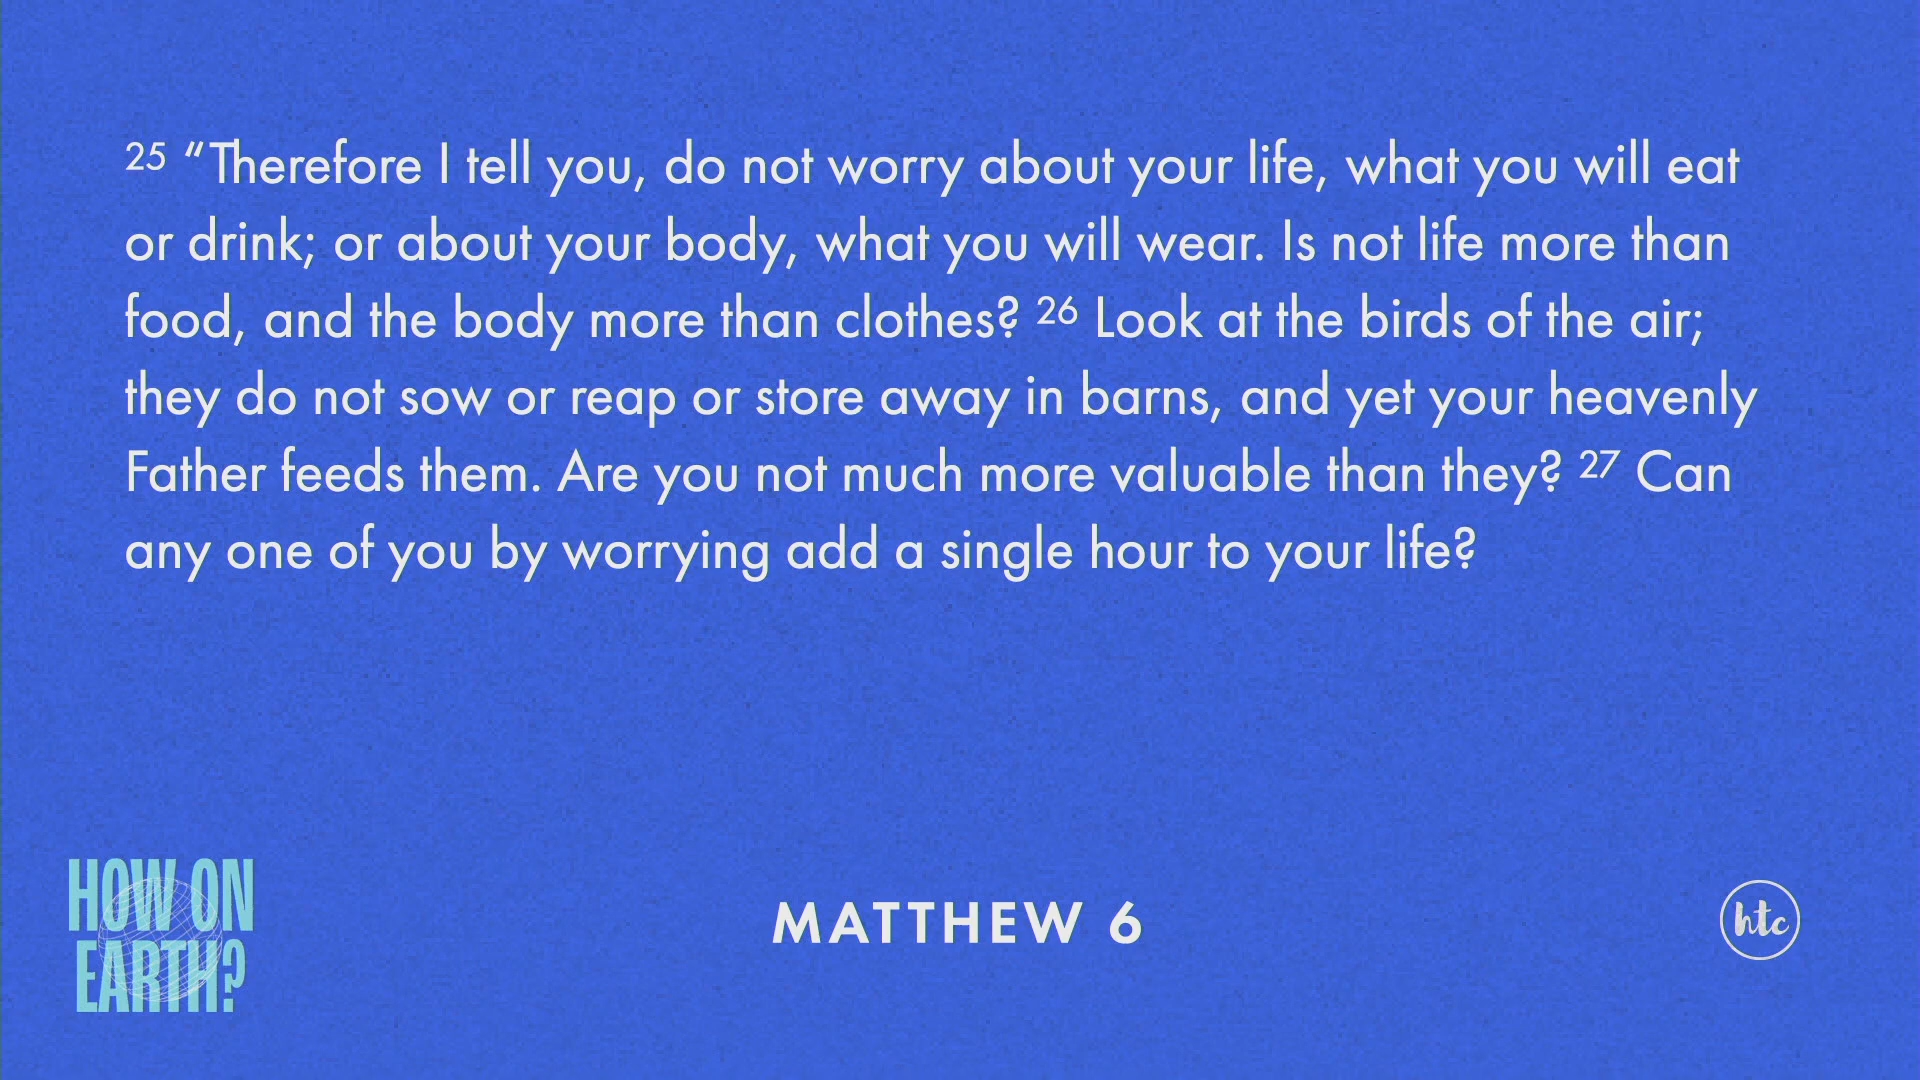 25 “Therefore I tell you, do not worry about your life, what you will eat
or drink; or about your body, what you will wear. Is not life more than
food, and the body more than clothes? 26 Look at the birds of the air;
they do not sow or reap or store away in barns, and yet your heavenly
Father feeds them. Are you not much more valuable than they? 27 Can
any one of you by worrying add a single hour to your life?
HOW ON
EARTH?
MATTHEW 6
htc